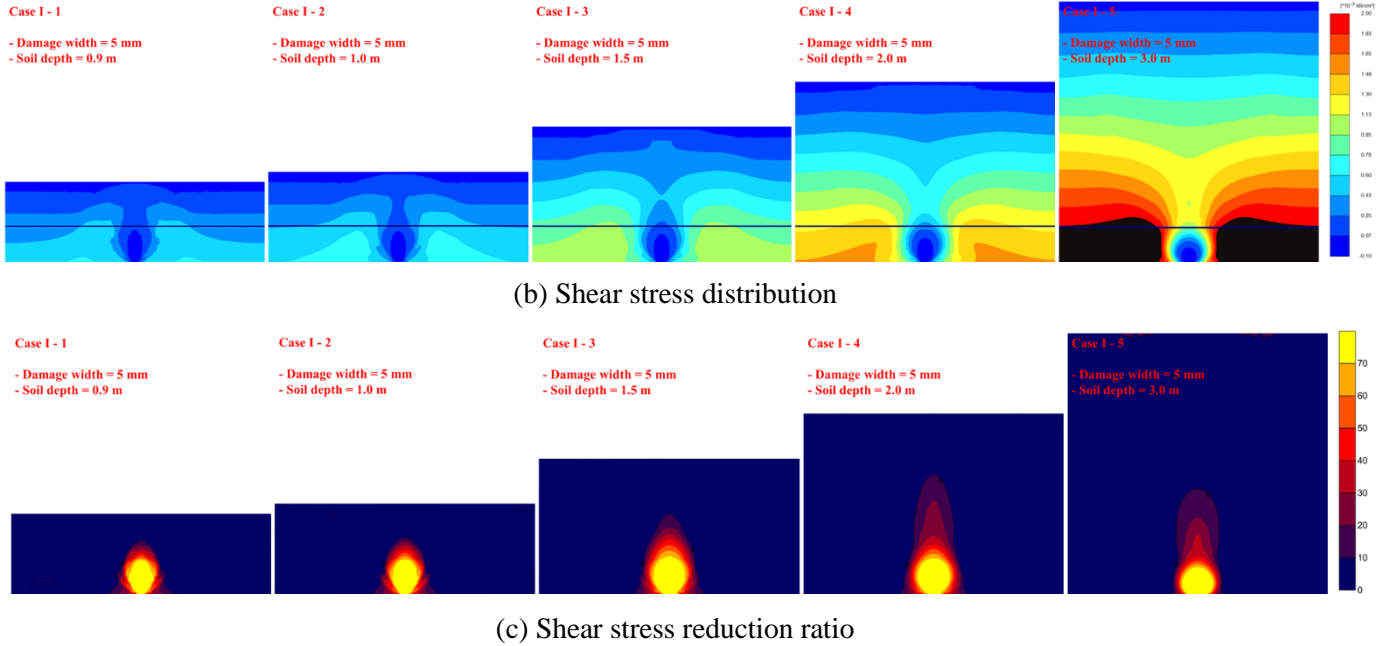 Case I - 1
- Damage width = 5 mm
- Soil depth = 0.9 m
Case I - 2
- Damage width = 5 mm
- Soil depth = 1.0 m
Case I - 3
- Damage width = 5 mm
- Soil depth = 1.5 m
Case I - 4
- Damage width = 5 mm
- Soil depth = 2.0 m
Case I - 5
- Damage width = 5 mm
- Soil depth = 3.0 m
[*10⁻³ kN/cm²]
2.00
1.83
1.65
1.48
1.30
1.13
0.95
0.78
0.60
0.43
0.25
0.07
-0.10
(b) Shear stress distribution
Case I - 1
- Damage width = 5 mm
- Soil depth = 0.9 m
Case I - 2
- Damage width = 5 mm
- Soil depth = 1.0 m
Case I - 3
- Damage width = 5 mm
- Soil depth = 1.5 m
Case I - 4
- Damage width = 5 mm
- Soil depth = 2.0 m
Case I - 5
- Damage width = 5 mm
- Soil depth = 3.0 m
70
60
50
40
30
20
10
0
(c) Shear stress reduction ratio